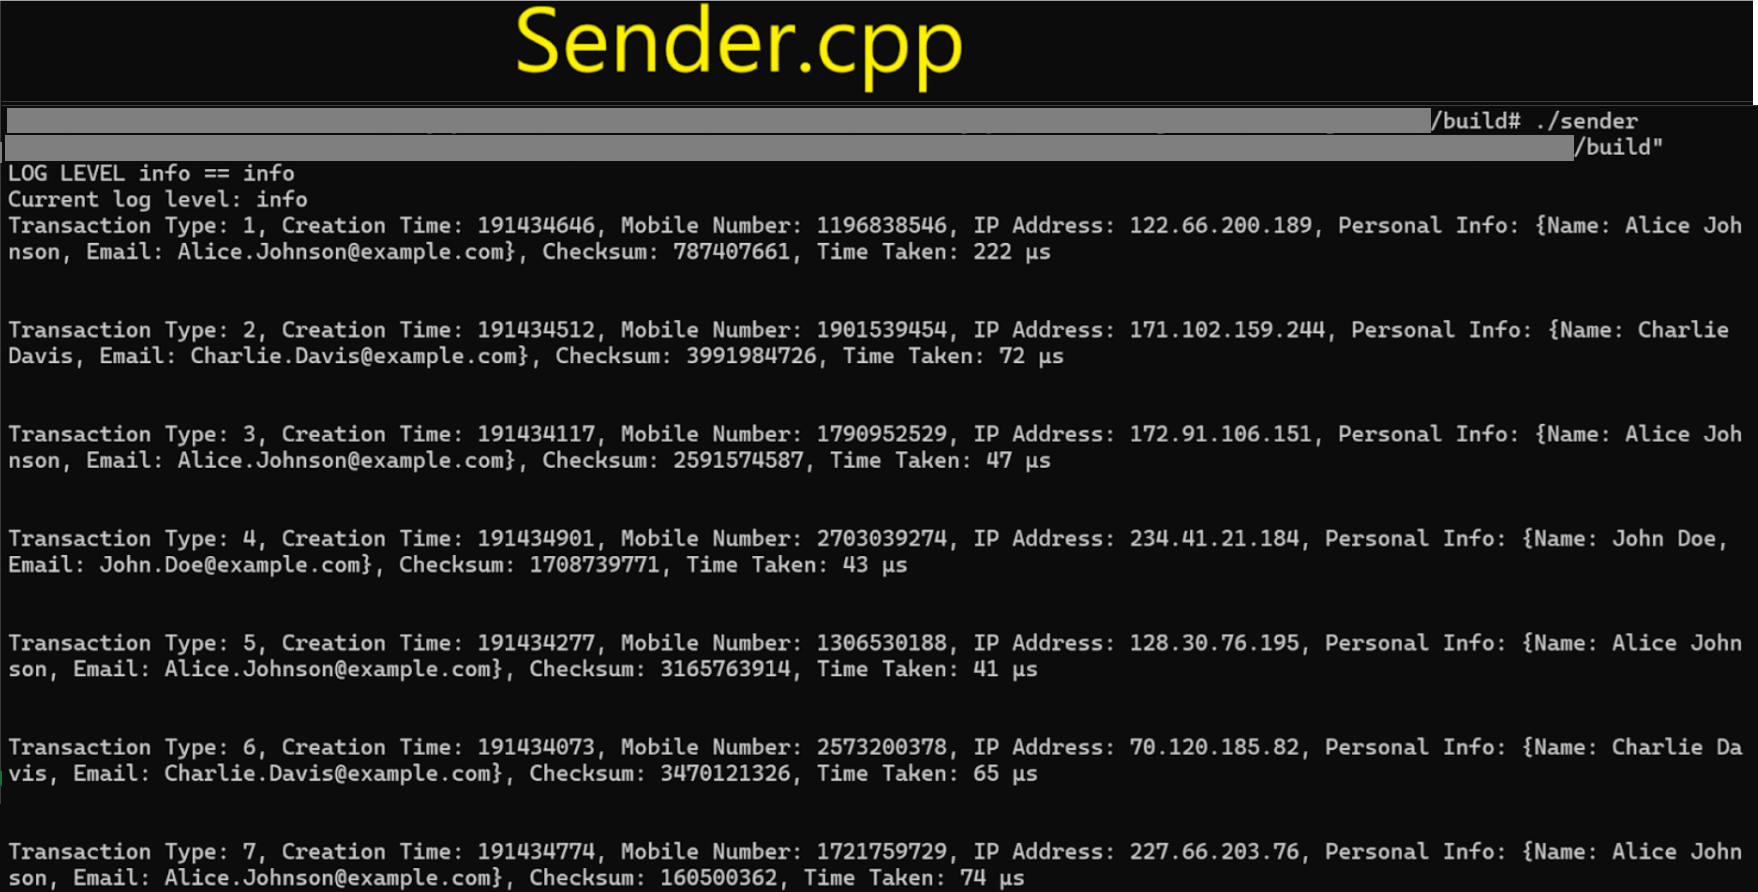 Sender.cpp
/build# ./sender
/build"
LOG LEVEL info == info
Current log level: info
Transaction Type: 1, Creation Time: 191434646, Mobile Number: 1196838546, IP Address: 122.66.200.189, Personal Info: {Name: Alice Joh
nson, Email: Alice.Johnson@example.com}, Checksum: 787407661, Time Taken: 222 µs
Transaction Type: 2, Creation Time: 191434512, Mobile Number: 1901539454, IP Address: 171.102.159.244, Personal Info: {Name: Charlie
Davis, Email: Charlie.Davis@example.com}, Checksum: 3991984726, Time Taken: 72 µs
Transaction Type: 3, Creation Time: 191434117, Mobile Number: 1790952529, IP Address: 172.91.106.151, Personal Info: {Name: Alice Joh
nson, Email: Alice.Johnson@example.com}, Checksum: 2591574587, Time Taken: 47 µs
Transaction Type: 4, Creation Time: 191434901, Mobile Number: 2703039274, IP Address: 234.41.21.184, Personal Info: {Name: John Doe,
Email: John.Doe@example.com}, Checksum: 1708739771, Time Taken: 43 µs
Transaction Type: 5, Creation Time: 191434277, Mobile Number: 1306530188, IP Address: 128.30.76.195, Personal Info: {Name: Alice John
son, Email: Alice.Johnson@example.com}, Checksum: 3165763914, Time Taken: 41 µs
Transaction Type: 6, Creation Time: 191434073, Mobile Number: 2573200378, IP Address: 70.120.185.82, Personal Info: {Name: Charlie Da
vis, Email: Charlie.Davis@example.com}, Checksum: 3470121326, Time Taken: 65 µs
Transaction Type: 7, Creation Time: 191434774, Mobile Number: 1721759729, IP Address: 227.66.203.76, Personal Info: {Name: Alice John
son, Email: Alice.Johnson@example.com}, Checksum: 160500362, Time Taken: 74 µs